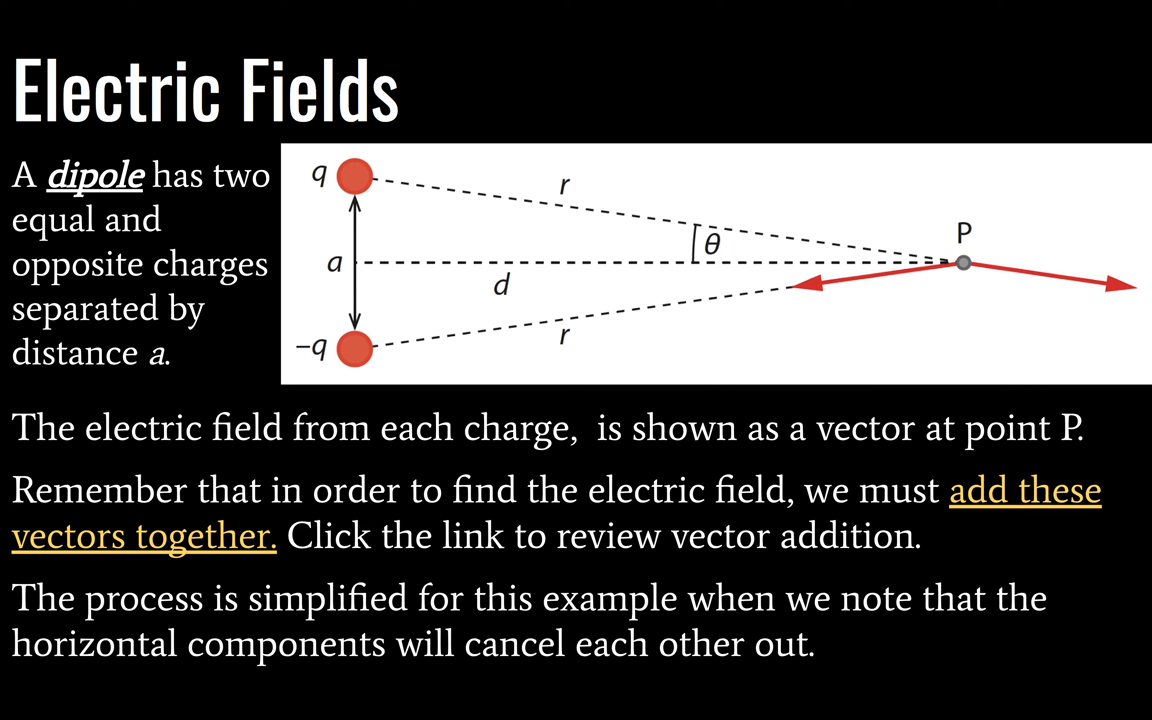 Electric Fields
A dipole has two
equal and
opposite charges
separated by
distance a.
q
r
θ
P
a
d
r
−q
The electric field from each charge,  is shown as a vector at point P.
Remember that in order to find the electric field, we must add these
vectors together. Click the link to review vector addition.
The process is simplified for this example when we note that the
horizontal components will cancel each other out.